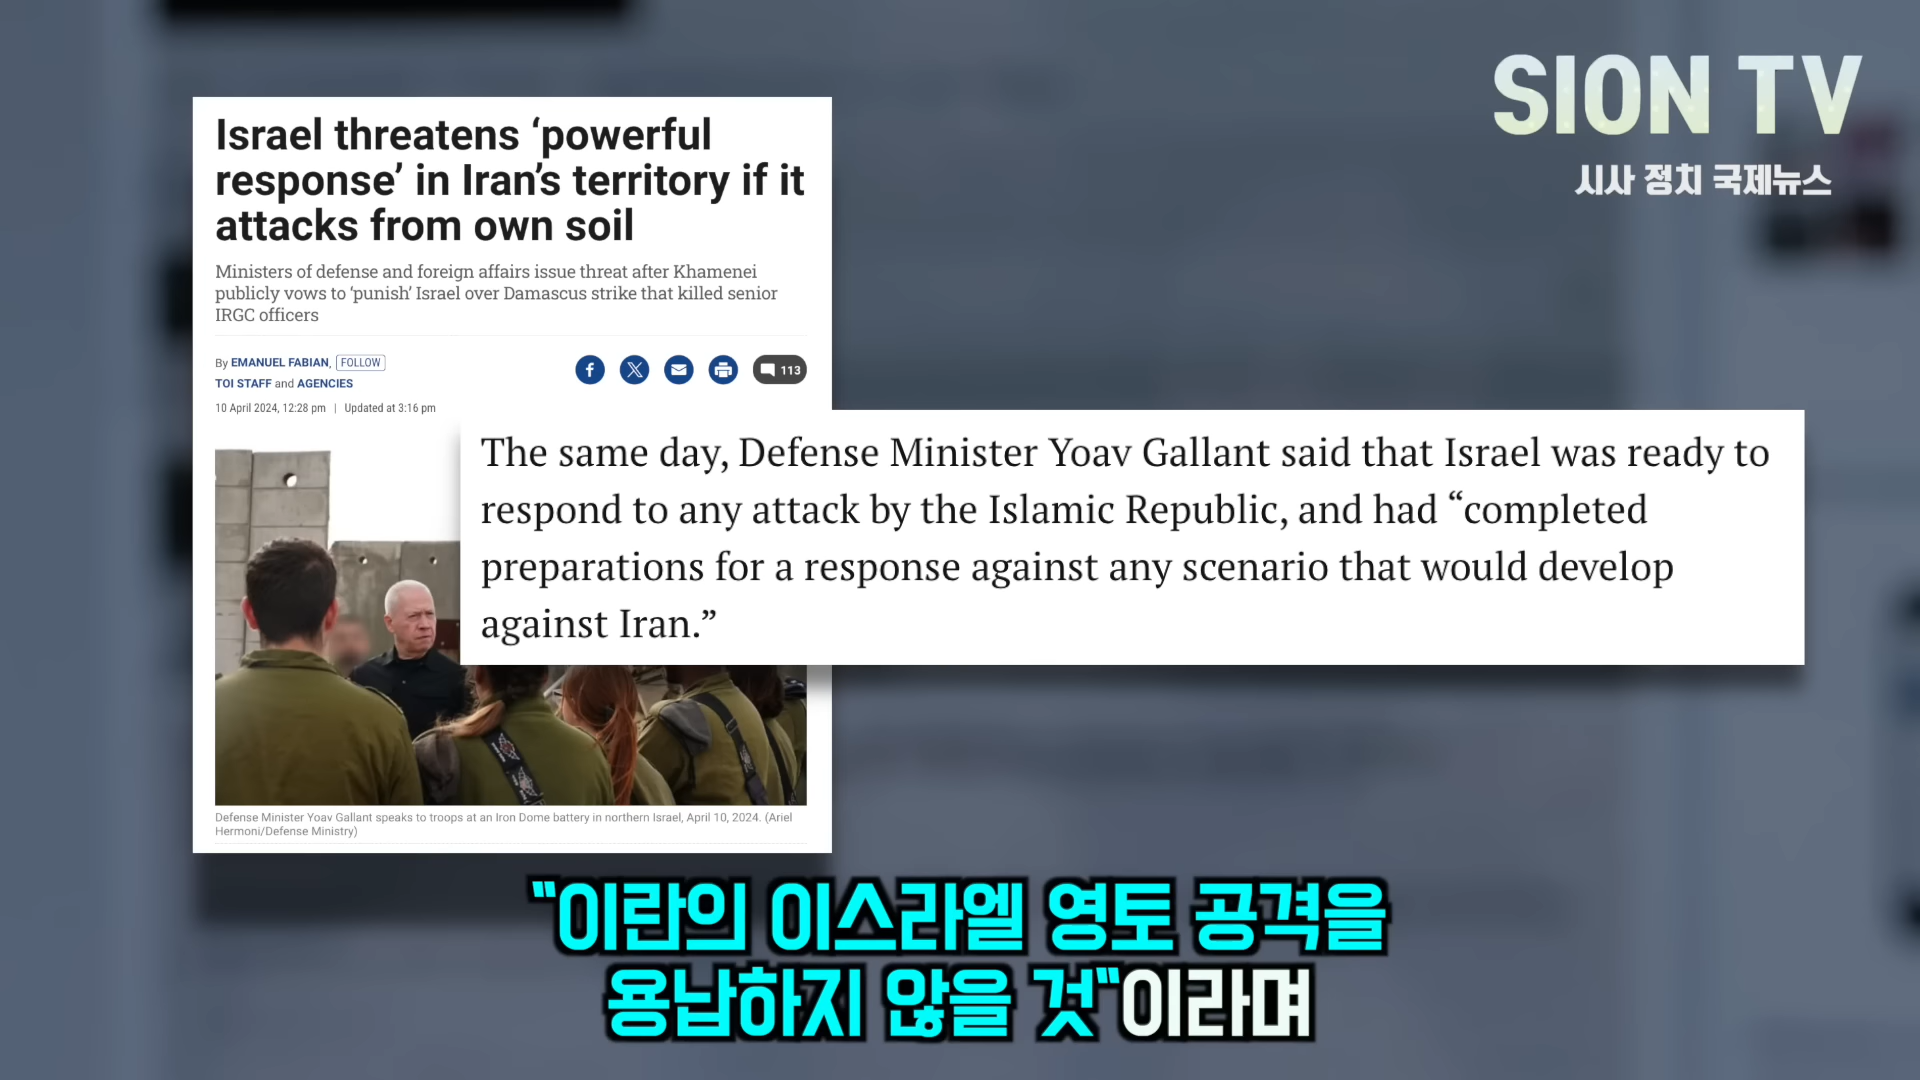 SION TV
시사 정치 국제뉴스
Israel threatens ‘powerful
response’ in Iran’s territory if it
attacks from own soil
Ministers of defense and foreign affairs issue threat after Khamenei
publicly vows to ‘punish’ Israel over Damascus strike that killed senior
IRGC officers
By EMANUEL FABIAN, FOLLOW
TOI STAFF and AGENCIES
113
10 April 2024, 12:28 pm | Updated at 3:16 pm
The same day, Defense Minister Yoav Gallant said that Israel was ready to
respond to any attack by the Islamic Republic, and had “completed
preparations for a response against any scenario that would develop
against Iran.”
Defense Minister Yoav Gallant speaks to troops at an Iron Dome battery in northern Israel, April 10, 2024. (Ariel
Hermoni/Defense Ministry)
"이란의 이스라엘 영토 공격을
용납하지 않을 것"이라며